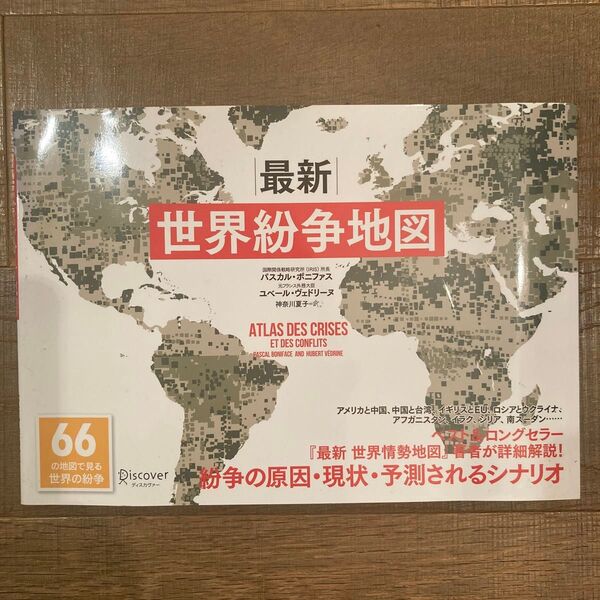 最新
世界紛争地図
国際関係戦略研究所(IRIS)所長
パスカル・ボニファス
元フランス外務大臣
ユベール・ヴェドリーヌ
神奈川夏子=訳
ATLAS DES CRISES
ET DES CONFLITS
PASCAL BONIFACE AND HUBERT VÉDRINE
アメリカと中国、中国と台湾、イギリスとEU、ロシアとウクライナ、
アフガニスタン、イラク、シリア、南スーダン……
ベスト&ロングセラー
『最新 世界情勢地図』著者が詳細解説!
紛争の原因・現状・予測されるシナリオ
66
の地図で見る
世界の紛争
Discover
ディスカヴァー